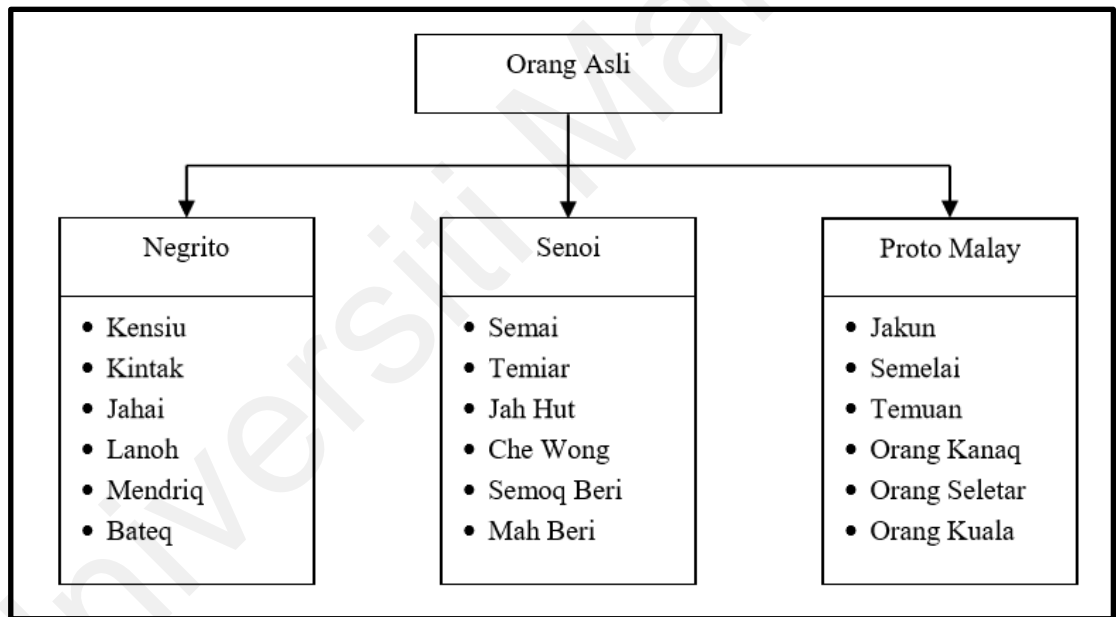 Orang Asli
Negrito
• Kensiu
• Kintak
• Jahai
• Lanoh
• Mendriq
• Bateq
Senoi
• Semai
• Temiar
• Jah Hut
• Che Wong
• Semoq Beri
• Mah Beri
Proto Malay
• Jakun
• Semelai
• Temuan
• Orang Kanaq
• Orang Seletar
• Orang Kuala